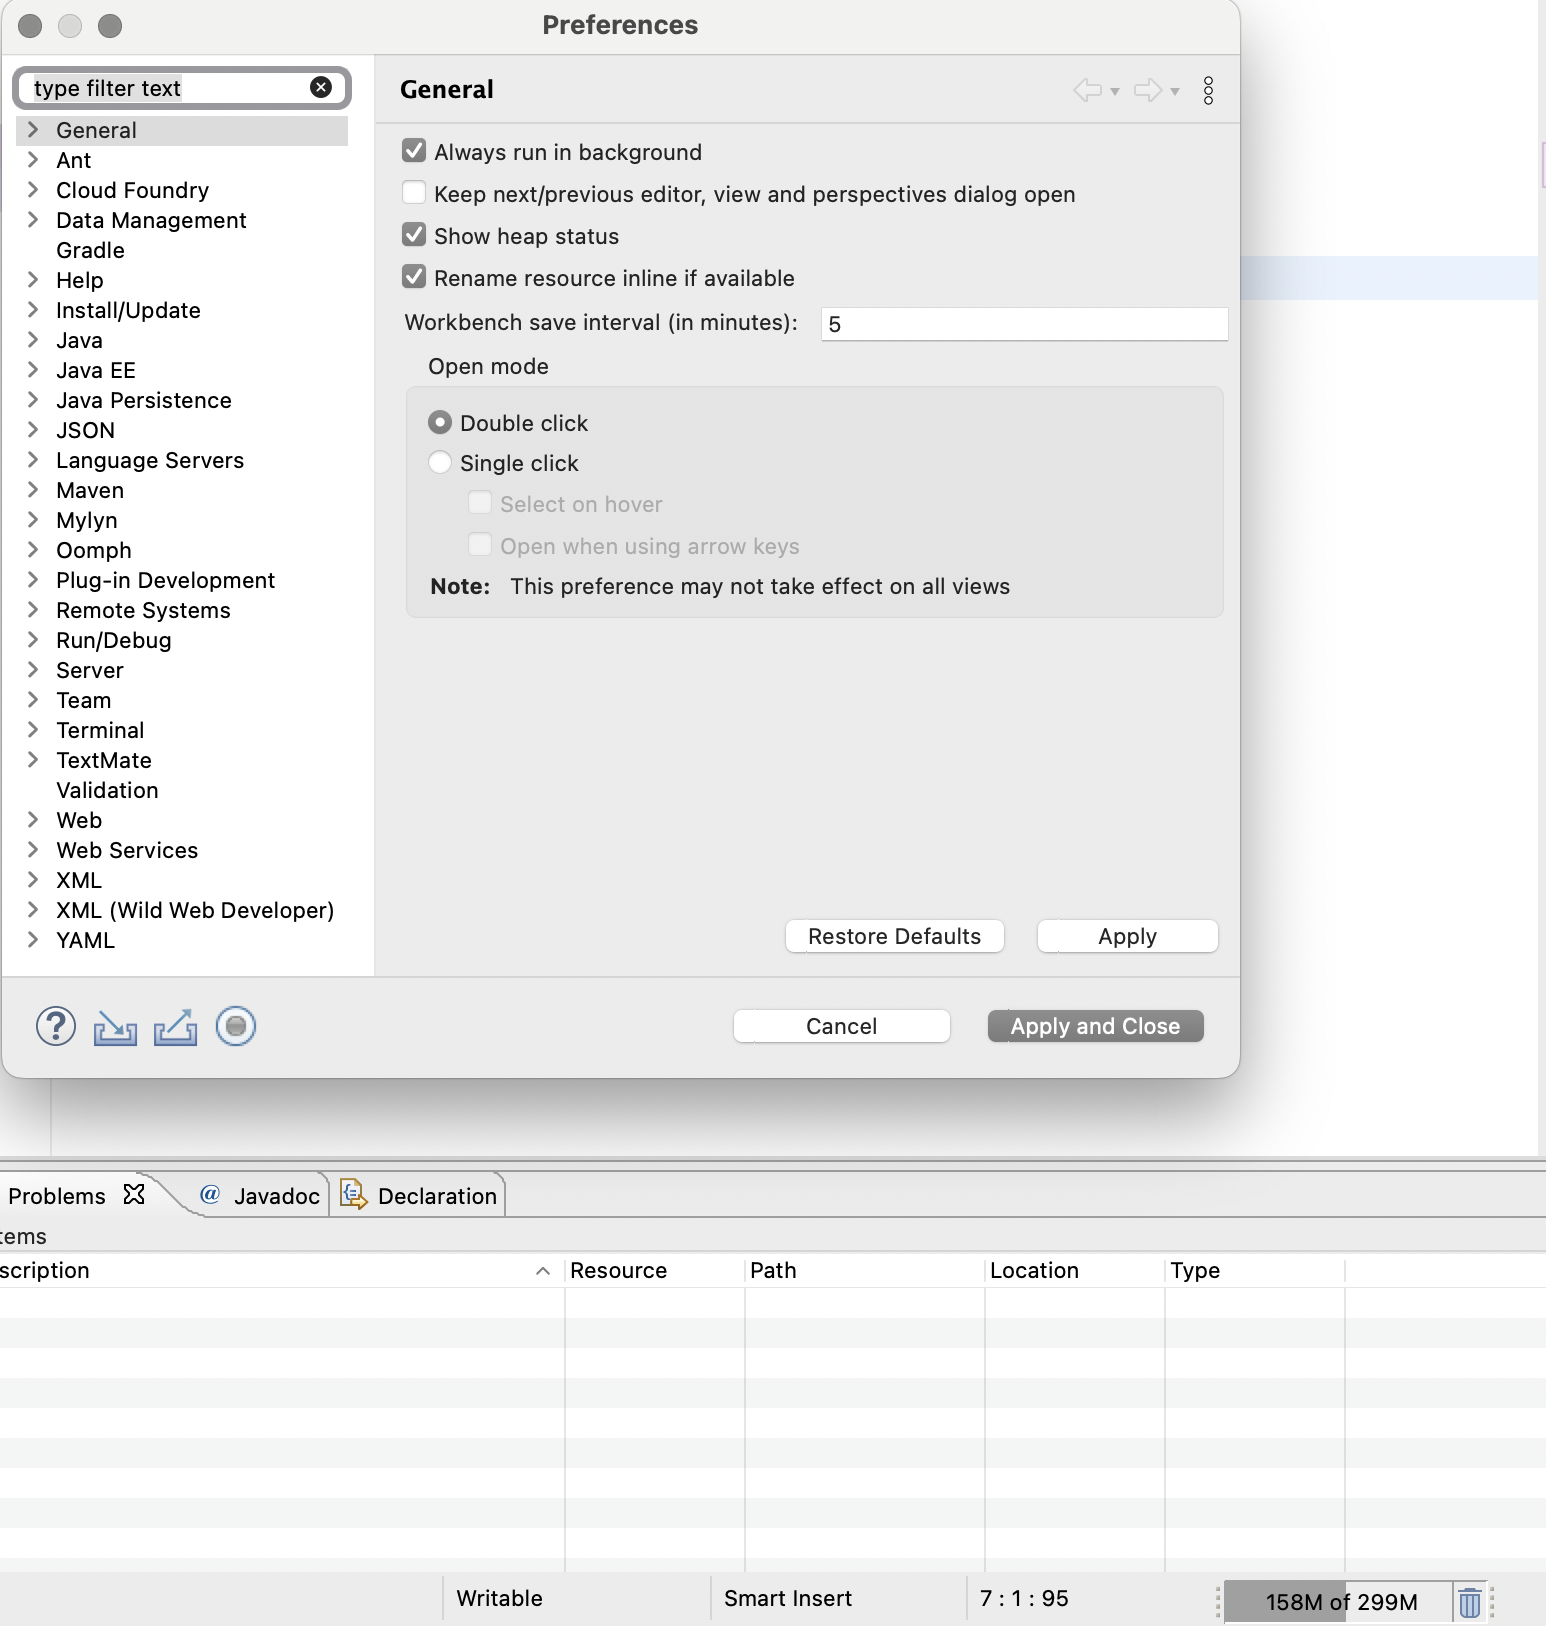 Preferences
type filter text
General
Ant
Cloud Foundry
Data Management
Gradle
Help
Install/Update
Java
Java EE
Java Persistence
JSON
Language Servers
Maven
Mylyn
Oomph
Plug-in Development
Remote Systems
Run/Debug
Server
Team
Terminal
TextMate
Validation
Web
Web Services
XML
XML (Wild Web Developer)
YAML
General
Always run in background
Keep next/previous editor, view and perspectives dialog open
Show heap status
Rename resource inline if available
Workbench save interval (in minutes): 5
Open mode
Double click
Single click
Select on hover
Open when using arrow keys
Note: This preference may not take effect on all views
Restore Defaults Apply
? Cancel Apply and Close
Problems @ Javadoc Declaration
tems
scription Resource Path Location Type
Writable Smart Insert 7 : 1 : 95 158M of 299M